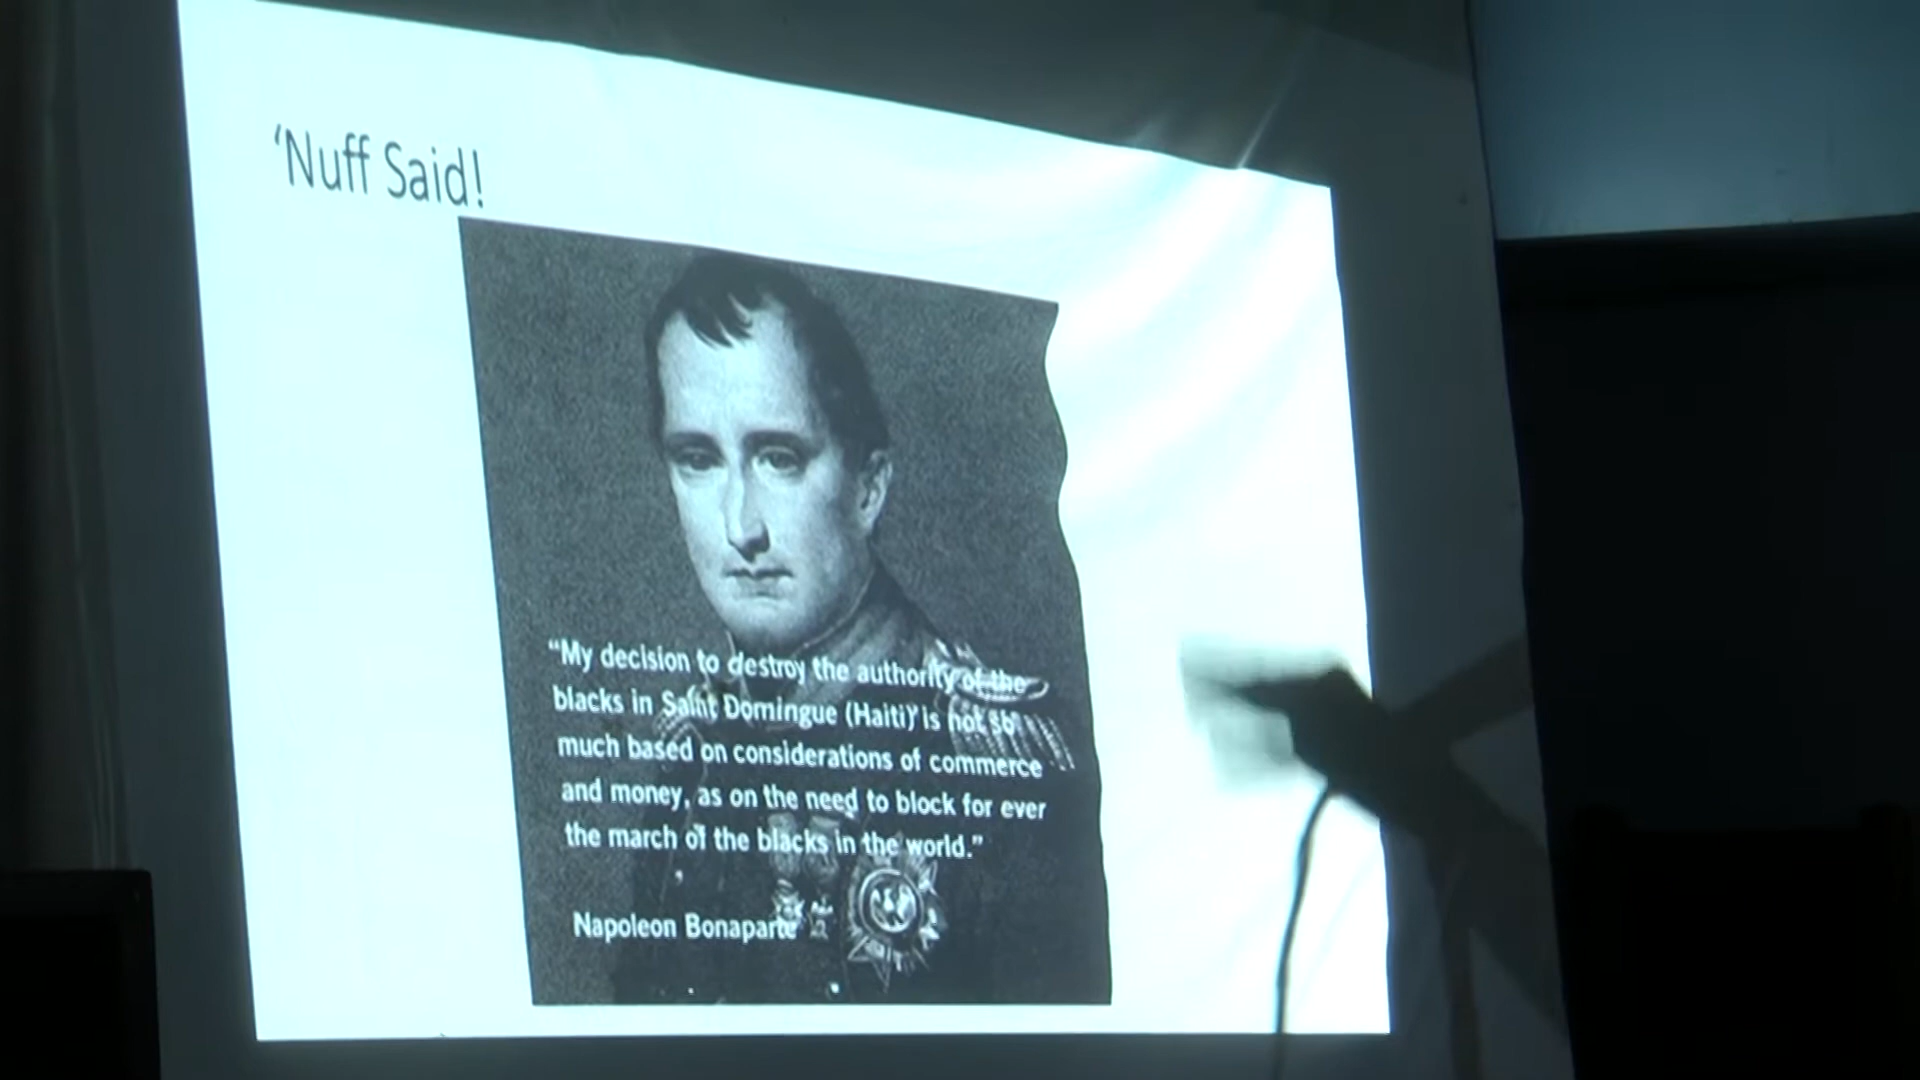 ‘Nuff Said!
“My decision to destroy the authority of the
blacks in Saint Domingue (Haiti) is not so
much based on considerations of commerce
and money, as on the need to block for ever
the march of the blacks in the world.”
Napoleon Bonaparte